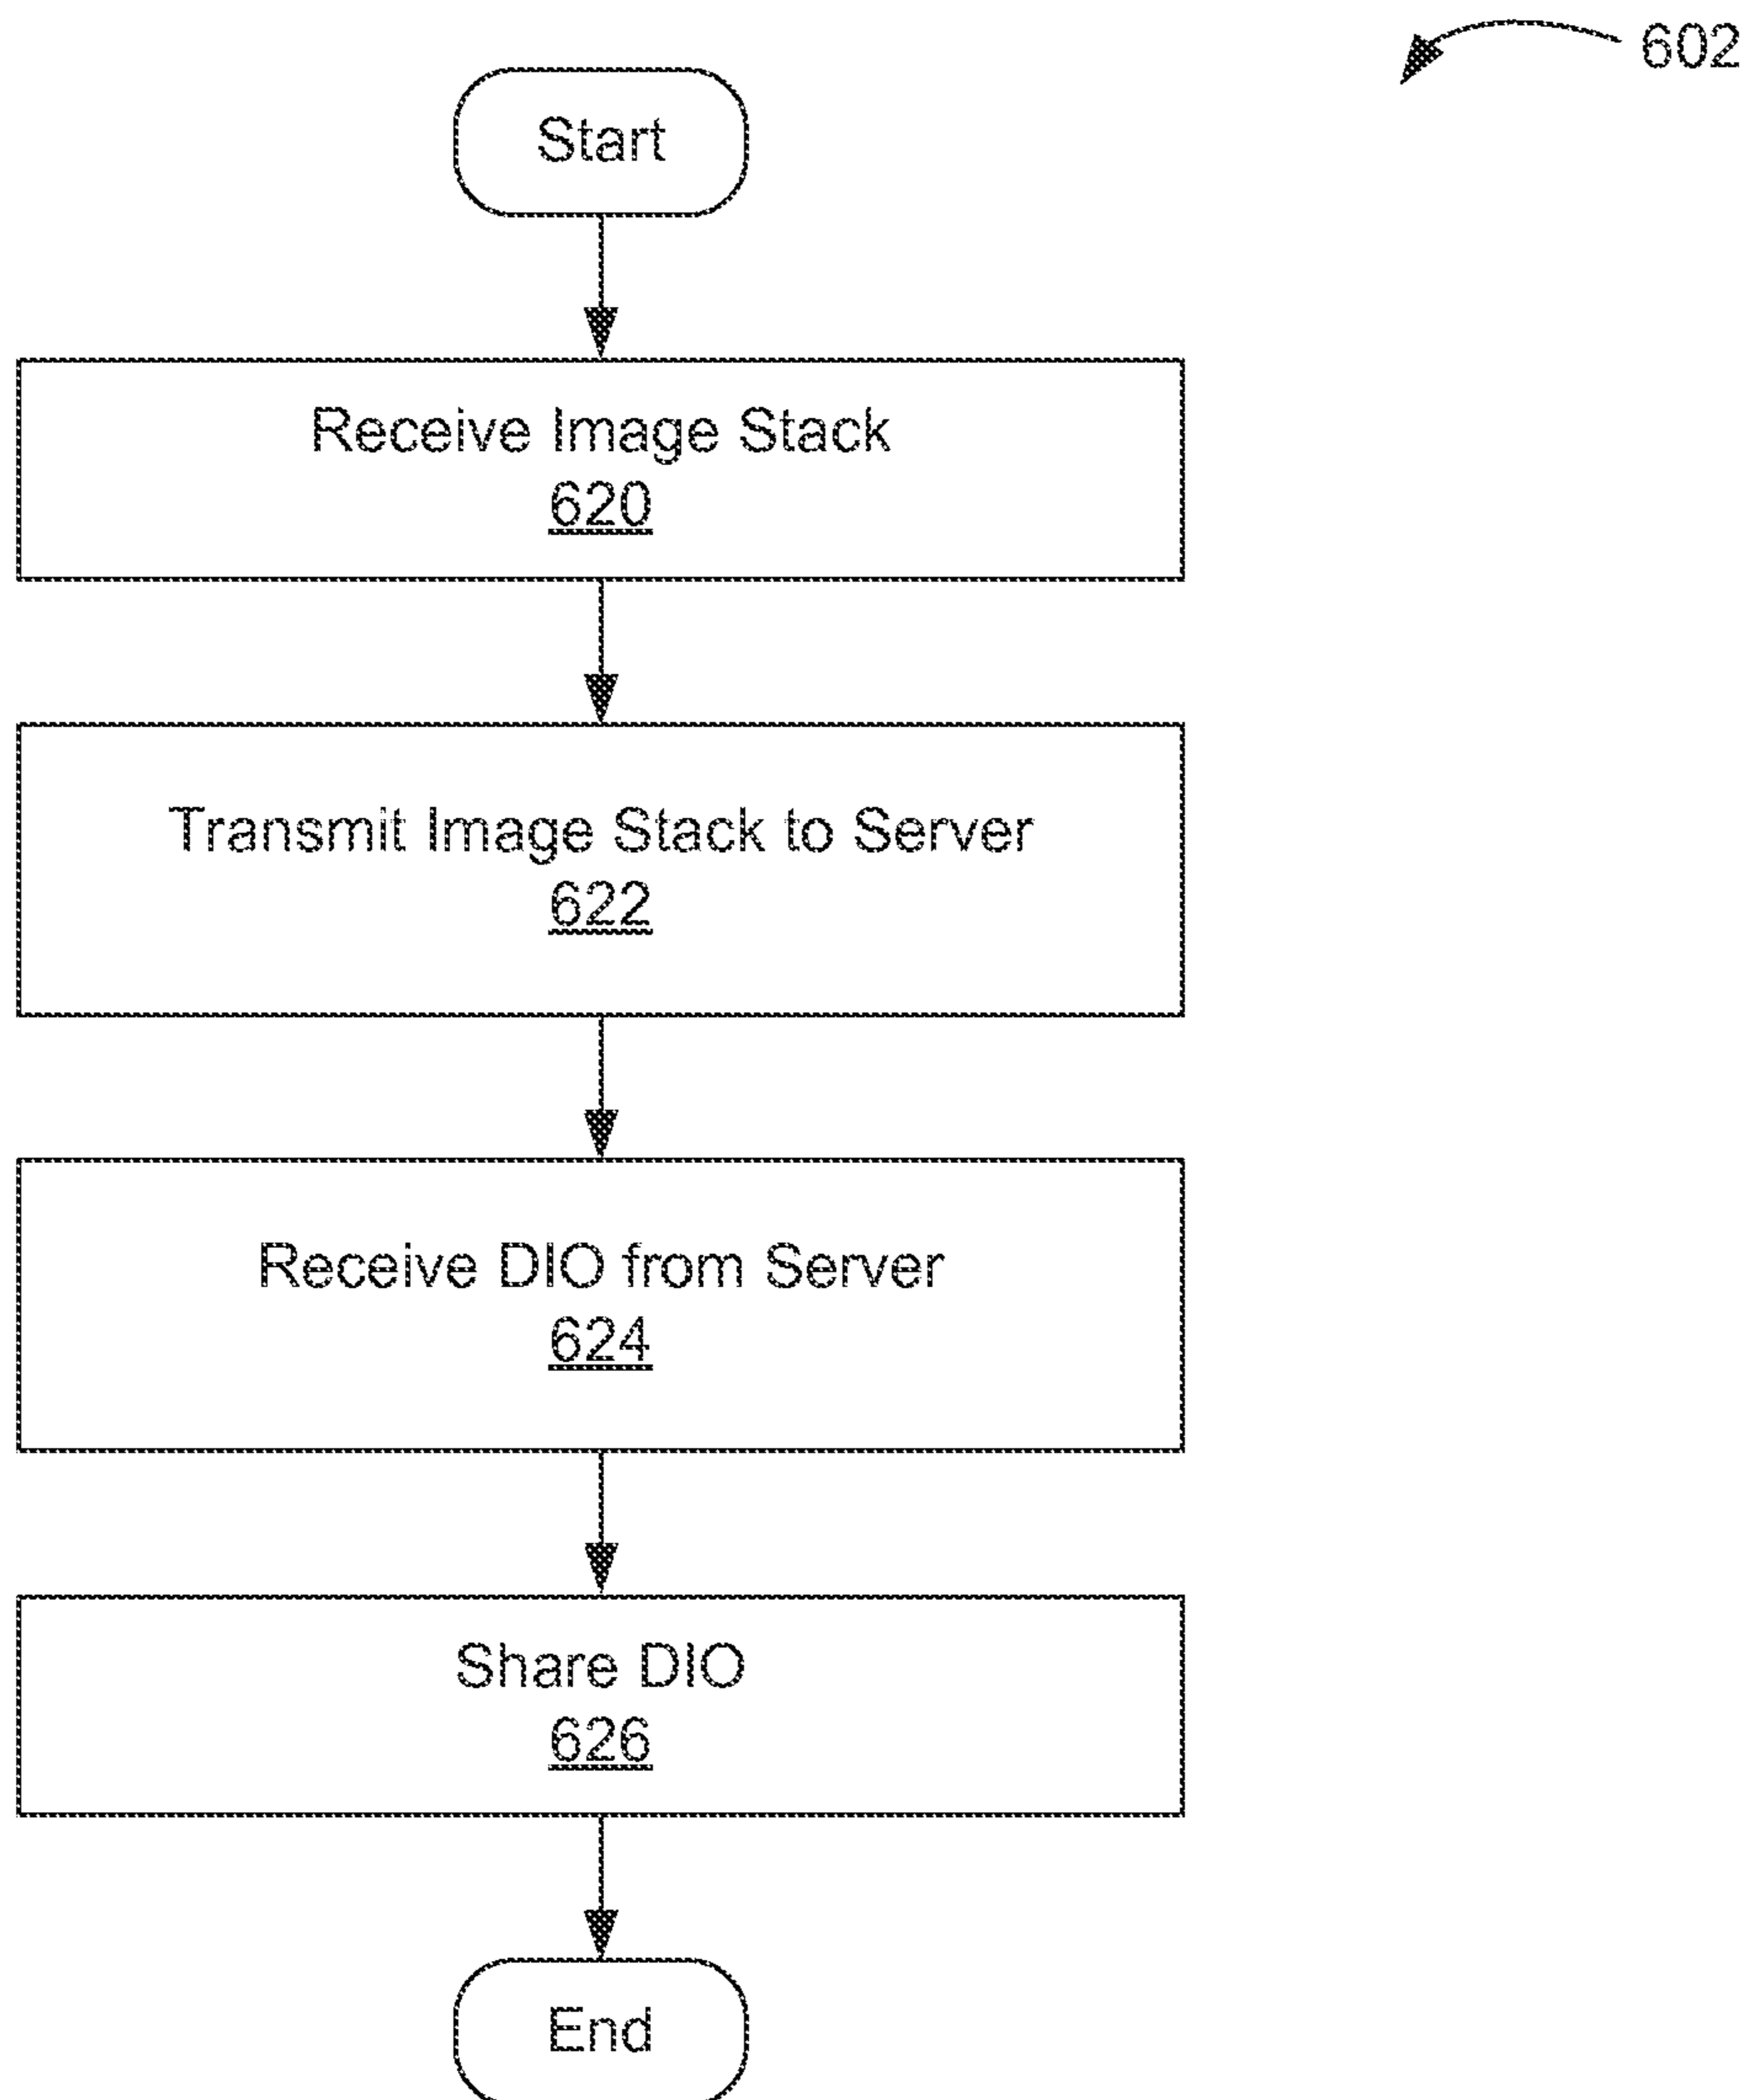 602
Start
Receive Image Stack
620
Transmit Image Stack to Server
622
Receive DIO from Server
624
Share DIO
626
End